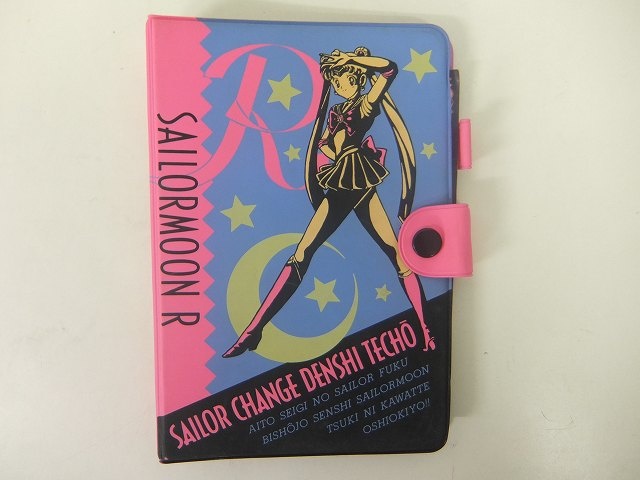 SAILORMOON R
R
SAILOR CHANGE DENSHI TECHŌ
AITO SEIGI NO SAILOR FUKU
BISHŌJO SENSHI SAILORMOON
TSUKI NI KAWATTE
OSHIOKIYO!!